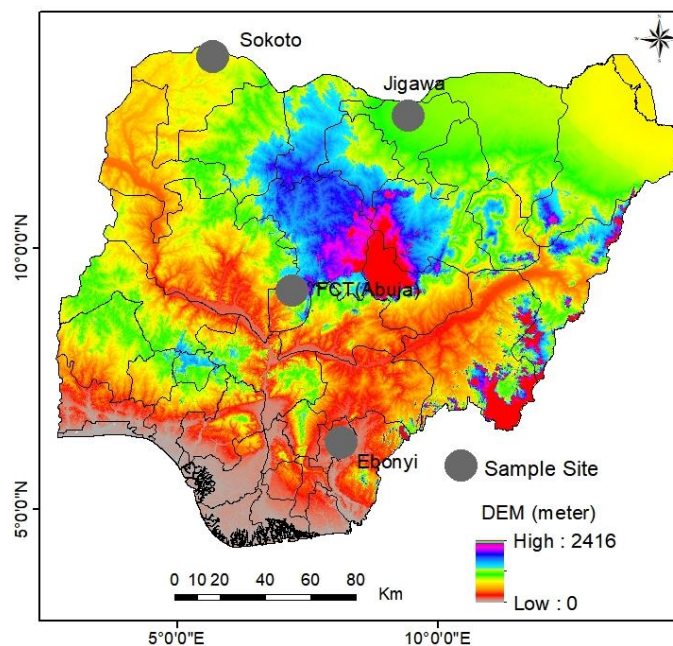 Sokoto
Jigawa
10°0'0"N
FCT(Abuja)
Ebonyi
Sample Site
5°0'0"N
DEM (meter)
High : 2416
Low : 0
0 10 20 40 60 80
Km
5°0'0"E
10°0'0"E